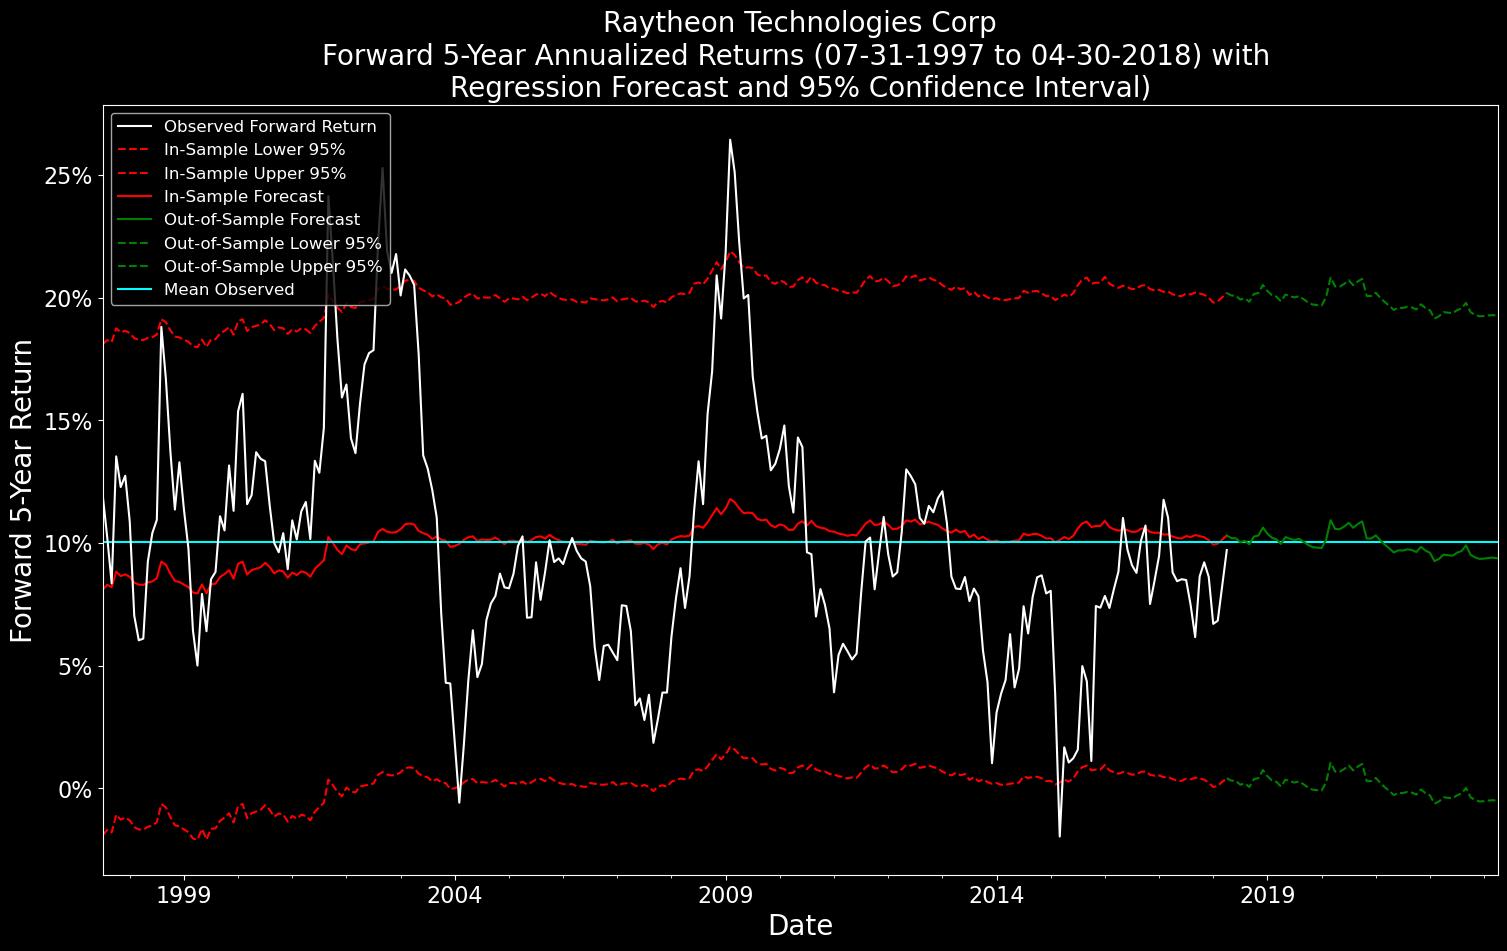 Raytheon Technologies Corp
Forward 5-Year Annualized Returns (07-31-1997 to 04-30-2018) with
Regression Forecast and 95% Confidence Interval)
Observed Forward Return
In-Sample Lower 95%
In-Sample Upper 95%
In-Sample Forecast
Out-of-Sample Forecast
Out-of-Sample Lower 95%
Out-of-Sample Upper 95%
Mean Observed
25%
20%
15%
10%
5%
0%
Forward 5-Year Return
1999
2004
2009
2014
2019
Date